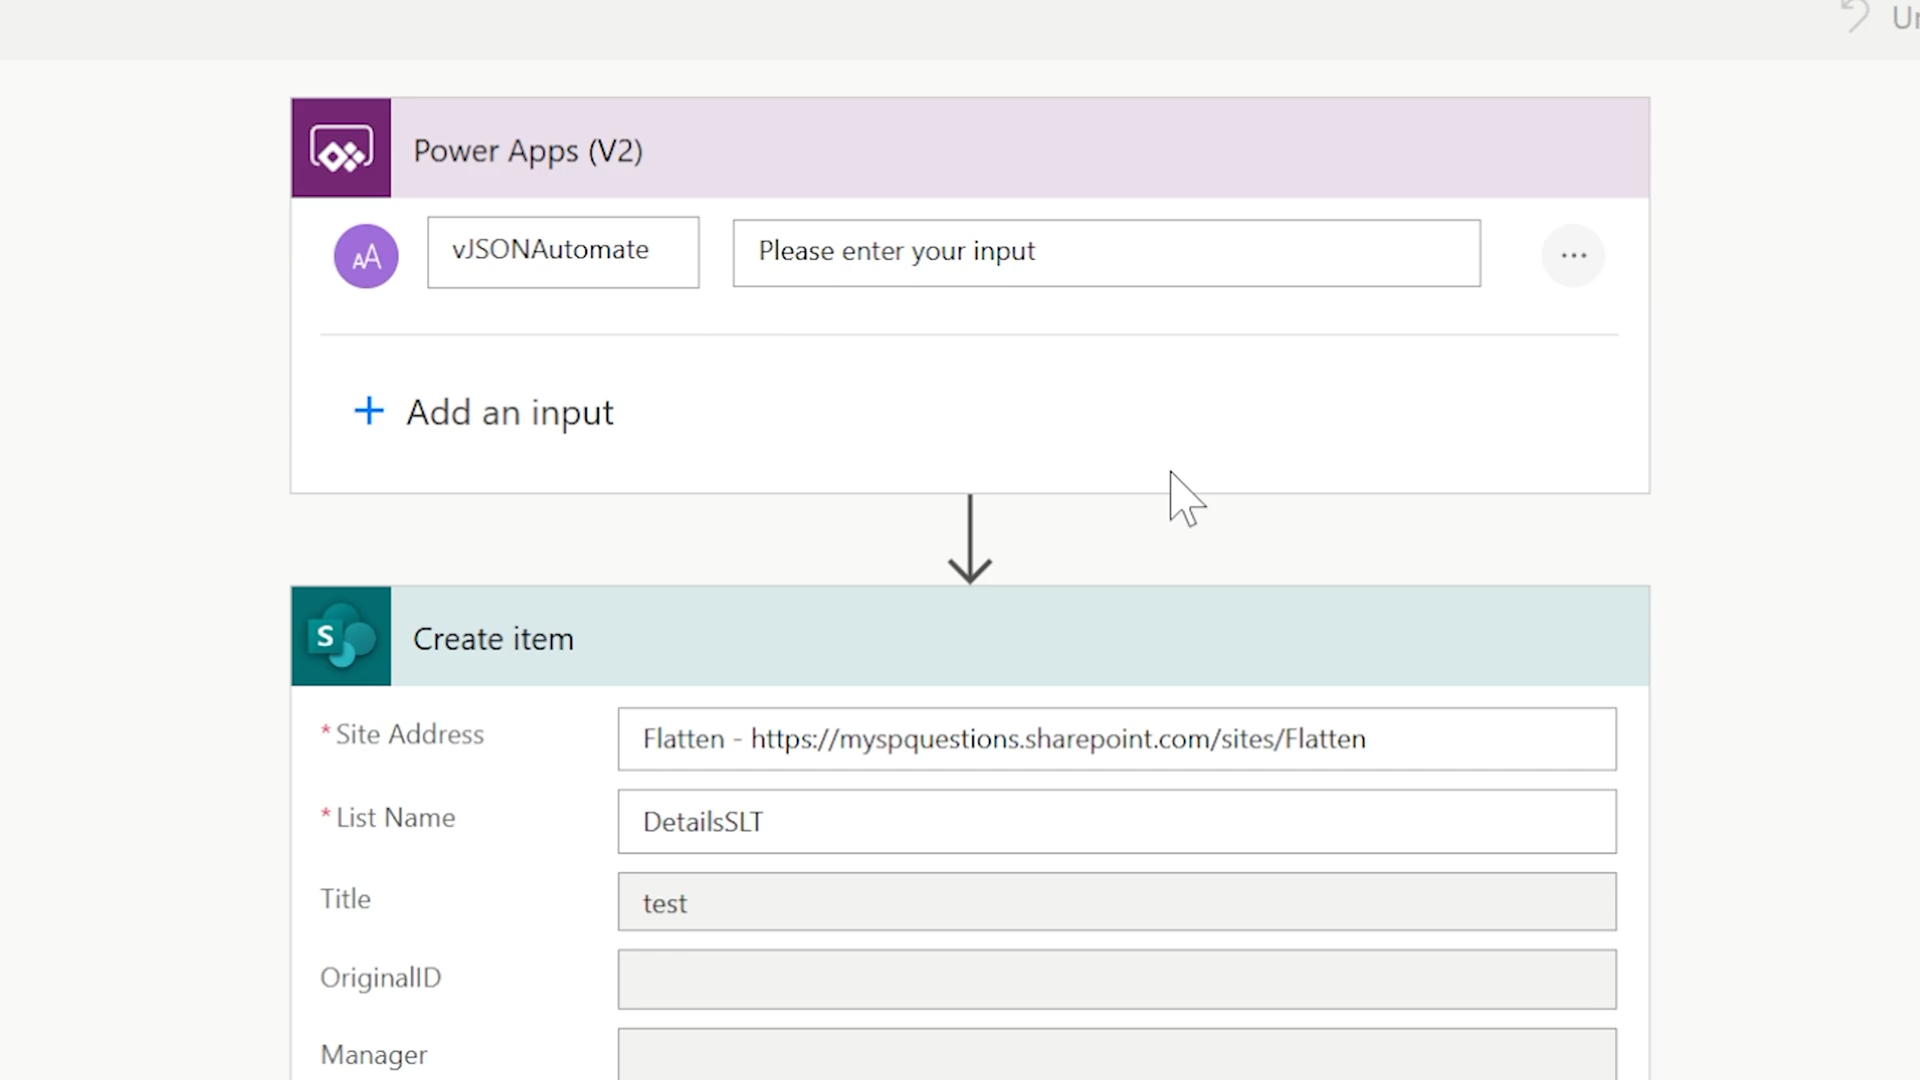 Power Apps (V2)
AA
vJSONAutomate
Please enter your input
...
+ Add an input
S
Create item
* Site Address
Flatten - https://myspquestions.sharepoint.com/sites/Flatten
* List Name
DetailsSLT
Title
test
OriginalID
Manager